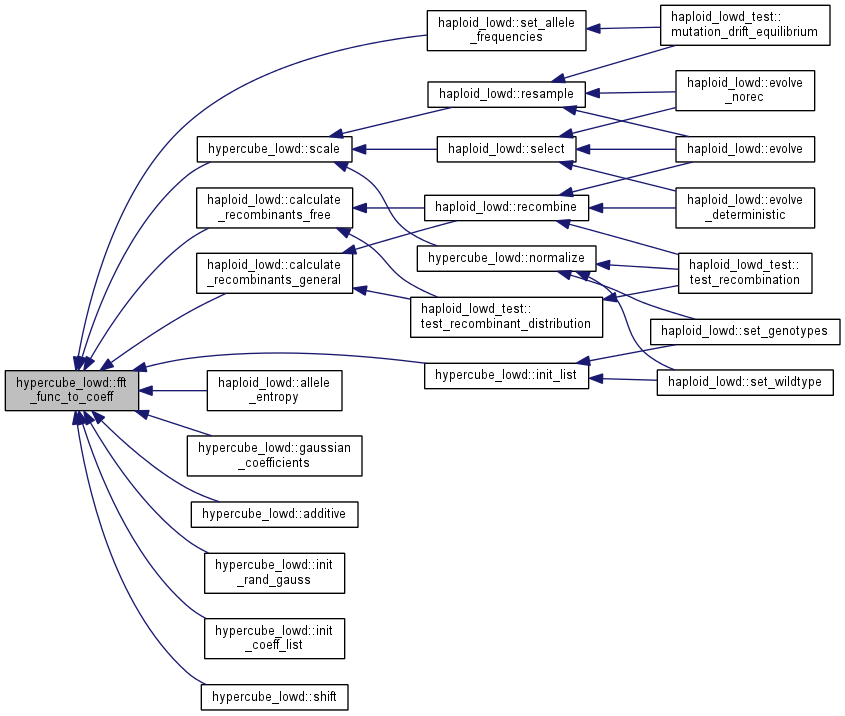 haploid_lowd::set_allele
_frequencies
haploid_lowd_test::
mutation_drift_equilibrium
haploid_lowd::resample
haploid_lowd::evolve
_norec
hypercube_lowd::scale
haploid_lowd::select
haploid_lowd::evolve
haploid_lowd::calculate
_recombinants_free
haploid_lowd::recombine
haploid_lowd::evolve
_deterministic
haploid_lowd::calculate
_recombinants_general
hypercube_lowd::normalize
haploid_lowd_test::
test_recombination
haploid_lowd_test::
test_recombinant_distribution
haploid_lowd::set_genotypes
hypercube_lowd::fft
_func_to_coeff
hypercube_lowd::init_list
haploid_lowd::set_wildtype
haploid_lowd::allele
_entropy
hypercube_lowd::gaussian
_coefficients
hypercube_lowd::additive
hypercube_lowd::init
_rand_gauss
hypercube_lowd::init
_coeff_list
hypercube_lowd::shift